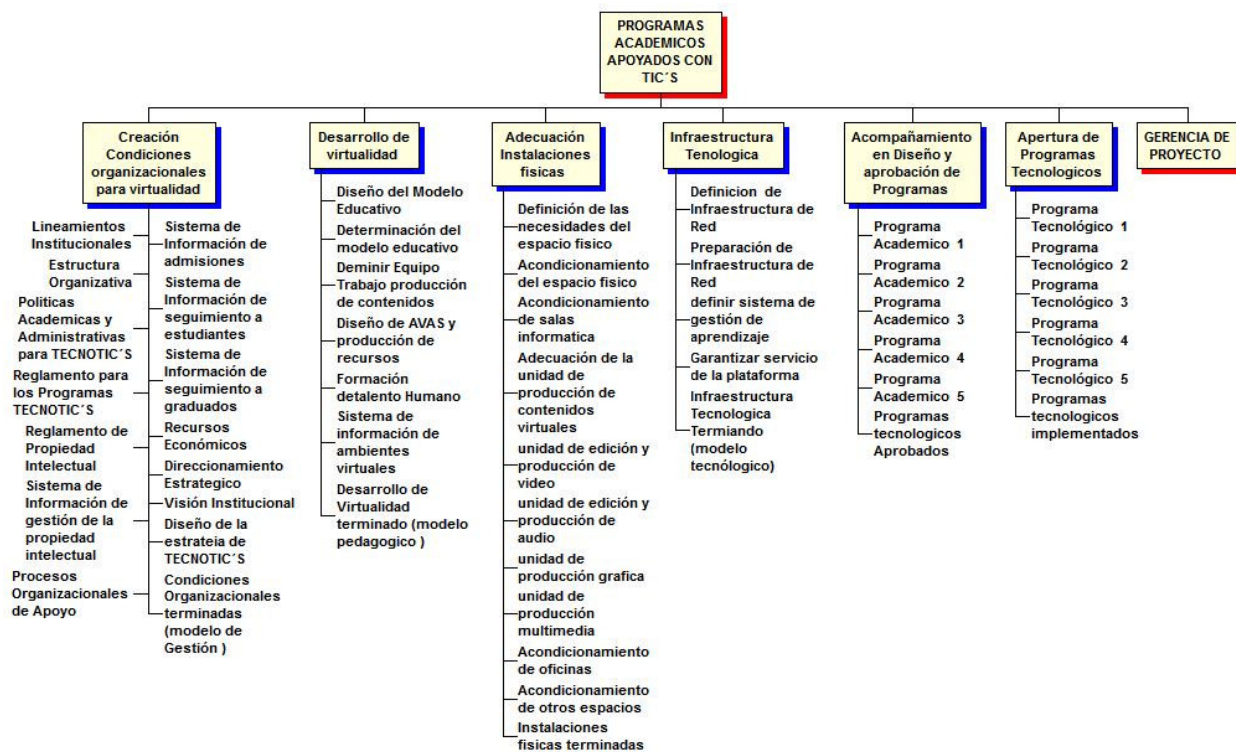 PROGRAMAS
ACADEMICOS
APOYADOS CON
TIC´S
Creación
Condiciones
organizacionales
para virtualidad
Lineamientos
Institucionales
Estructura
Organizativa
Politicas
Academicas y
Administrativas
para TECNOTIC´S
Reglamento para
los Programas
TECNOTIC´S
Reglamento de
Propiedad
Intelectual
Sistema de
Información de
gestión de la
propiedad
intelectual
Procesos
Organizacionales
de Apoyo
Sistema de
Información de
admisiones
Sistema de
Información de
seguimiento a
estudiantes
Sistema de
Información de
seguimiento a
graduados
Recursos
Económicos
Direccionamiento
Estrategico
Visión Institucional
Diseño de la
estrateia de
TECNOTIC´S
Condiciones
Organizacionales
terminadas
(modelo de
Gestión )
Desarrollo de
virtualidad
Diseño del Modelo
Educativo
Determinación del
modelo educativo
Deminir Equipo
Trabajo producción
de contenidos
Diseño de AVAS y
producción de
recursos
Formación
detalento Humano
Sistema de
información de
ambientes
virtuales
Desarrollo de
Virtualidad
terminado (modelo
pedagogico )
Adecuación
Instalaciones
fisicas
Definición de las
necesidades del
espacio fisico
Acondicionamiento
del espacio fisico
Acondicionamiento
de salas
informatica
Adecuación de la
unidad de
producción de
contenidos
virtuales
unidad de edición y
producción de
video
unidad de edición y
producción de
audio
unidad de
producción grafica
unidad de
producción
multimedia
Acondicionamiento
de oficinas
Acondicionamiento
de otros espacios
Instalaciones
fisicas terminadas
Infraestructura
Tenologica
Definicion de
Infraestructura de
Red
Preparación de
Infraestructura de
Red
definir sistema de
gestión de
aprendizaje
Garantizar servicio
de la plataforma
Infraestructura
Tecnologica
Termiando
(modelo
tecnólogico)
Acompañamiento
en Diseño y
aprobación de
Programas
Programa
Academico 1
Programa
Academico 2
Programa
Academico 3
Programa
Academico 4
Programa
Academico 5
Programas
tecnologicos
Aprobados
Apertura de
Programas
Tecnologicos
Programa
Tecnológico 1
Programa
Tecnológico 2
Programa
Tecnológico 3
Programa
Tecnológico 4
Programa
Tecnológico 5
Programas
tecnologicos
implementados
GERENCIA DE
PROYECTO